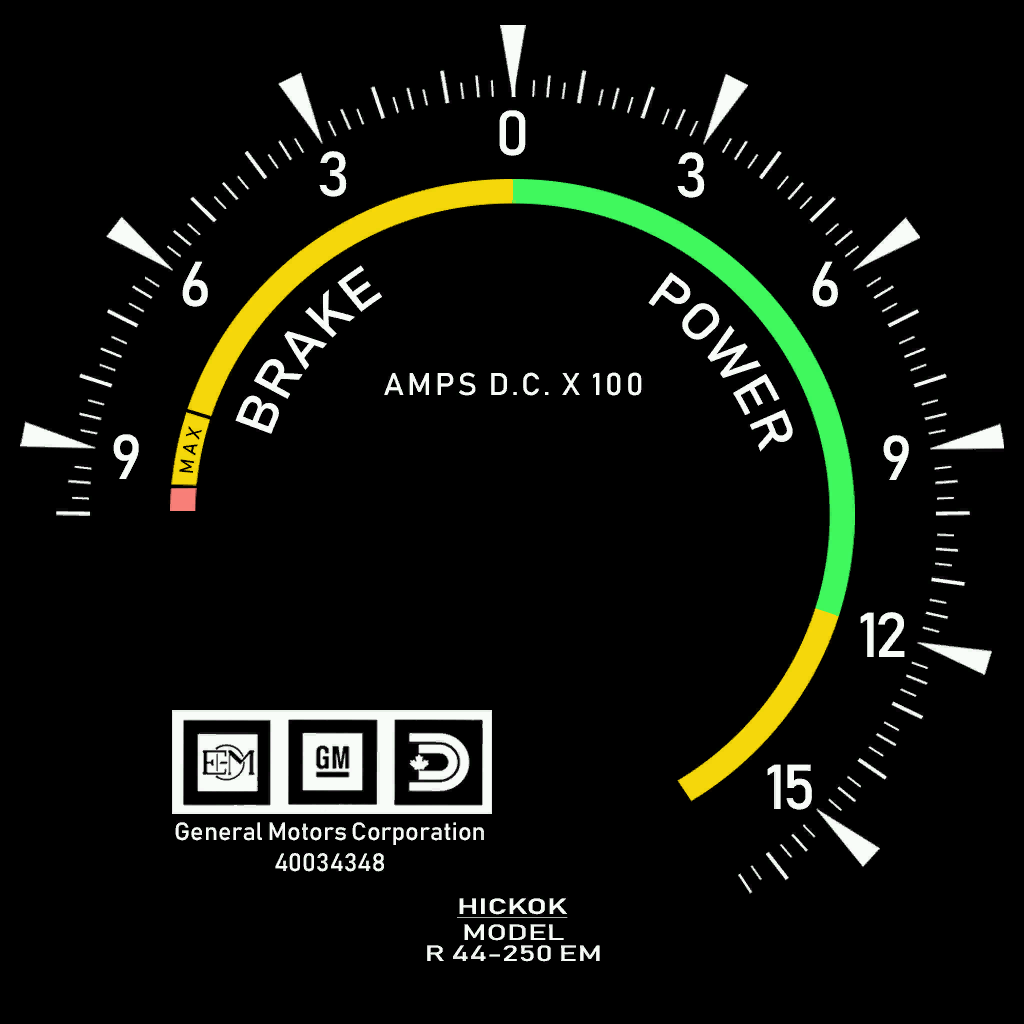 0
3
3
6
6
9
9
12
15
BRAKE
POWER
MAX
AMPS D.C. X 100
EM
GM
D
General Motors Corporation
40034348
HICKOK
MODEL
R 44-250 EM